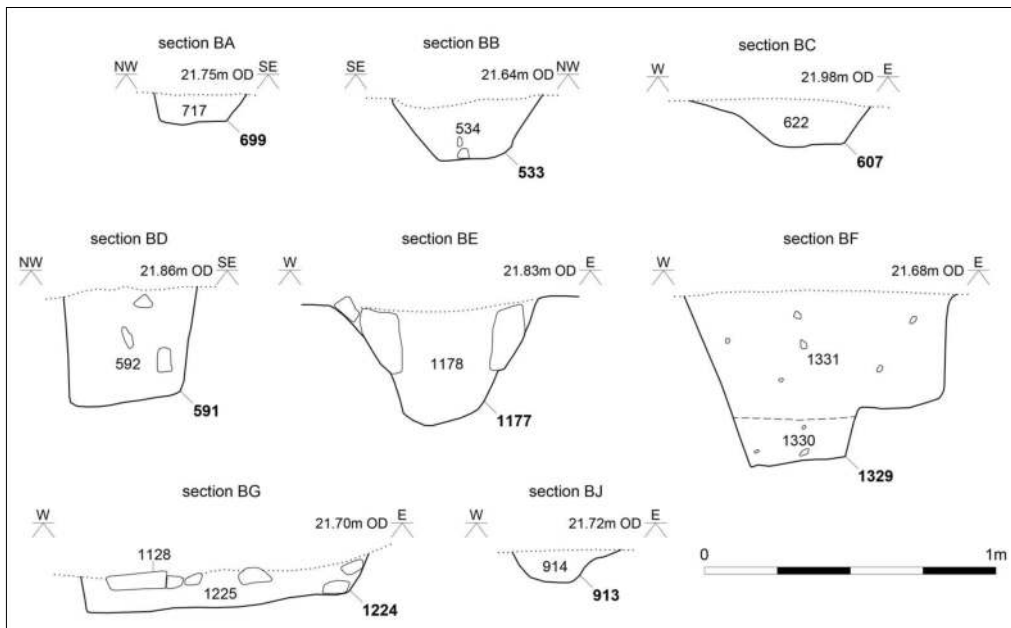 section BA
NW 21.75m OD SE
717
699
section BB
SE 21.64m OD NW
534
533
section BC
W 21.98m OD E
622
607
section BD
NW 21.86m OD SE
592
591
section BE
W 21.83m OD E
1178
1177
section BF
W 21.68m OD E
1331
1330
1329
section BG
W 21.70m OD E
1128
1225
1224
section BJ
W 21.72m OD E
914
913
0 1m